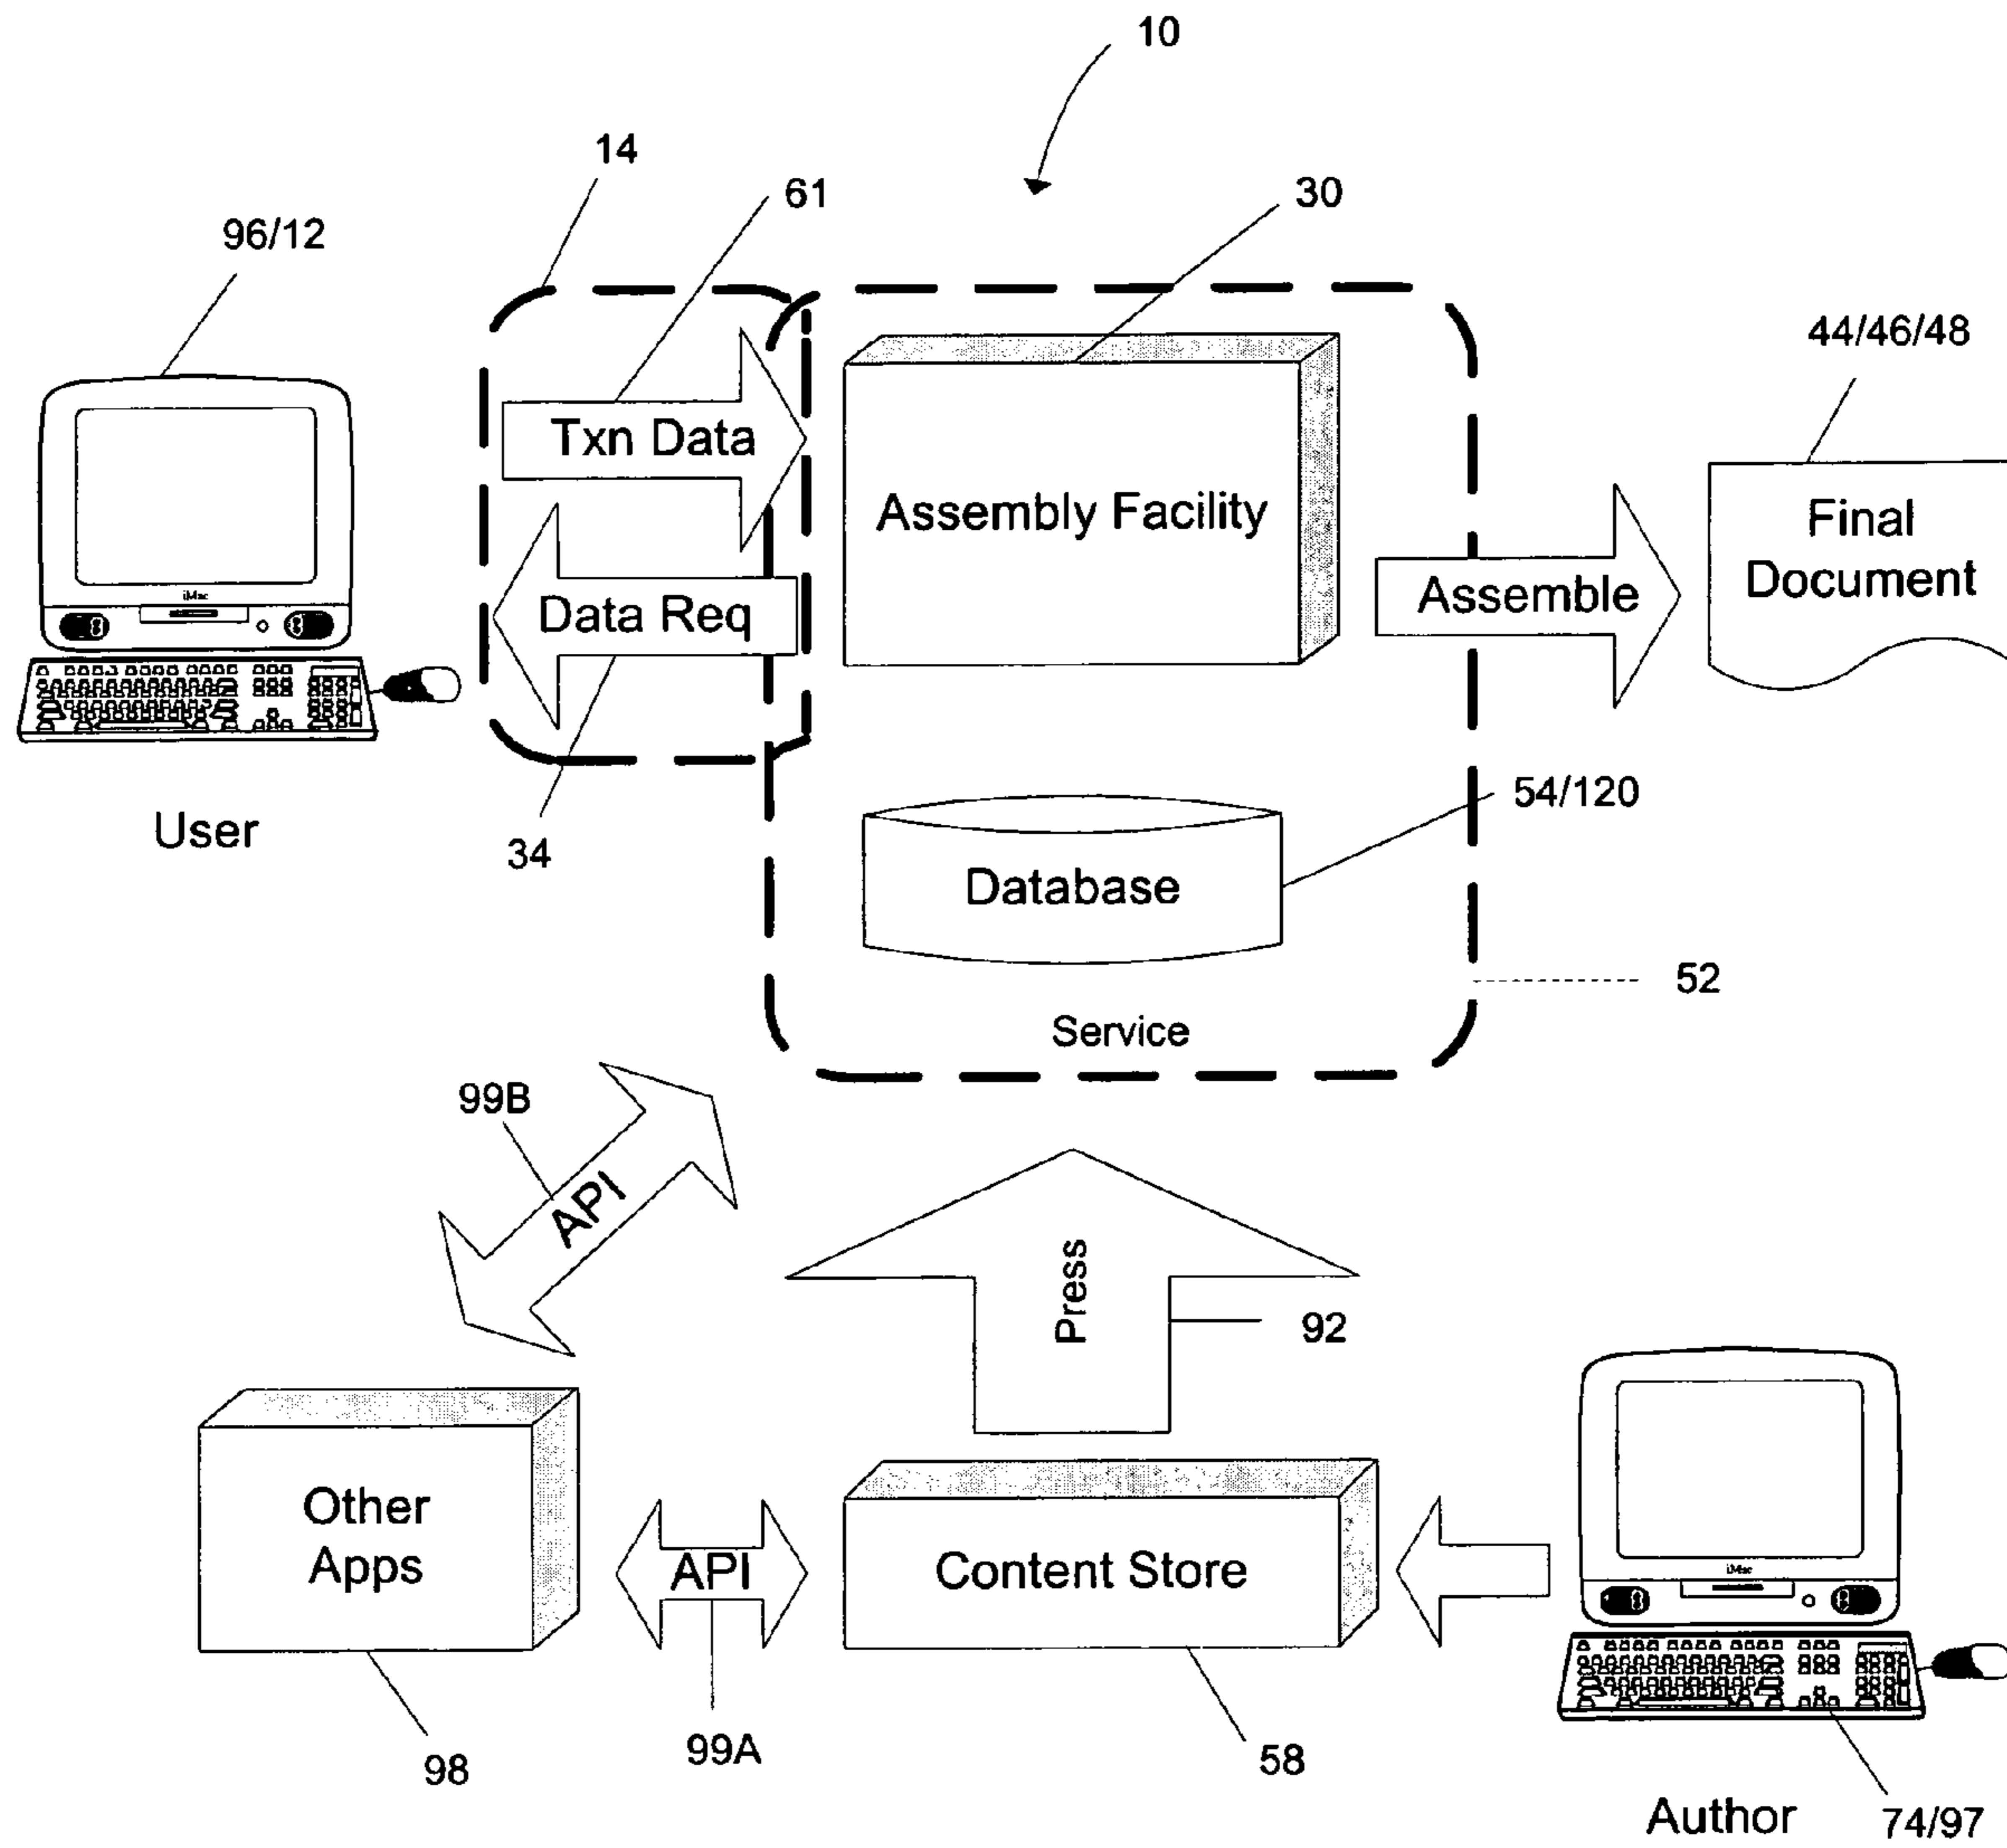 10
14
61
30
96/12
44/46/48
Txn Data
Assembly Facility
Final
Document
Data Req
Assemble
iMac
User
34
54/120
Database
52
Service
99B
API
Press
92
Other
Apps
API
Content Store
iMac
98
99A
58
Author
74/97